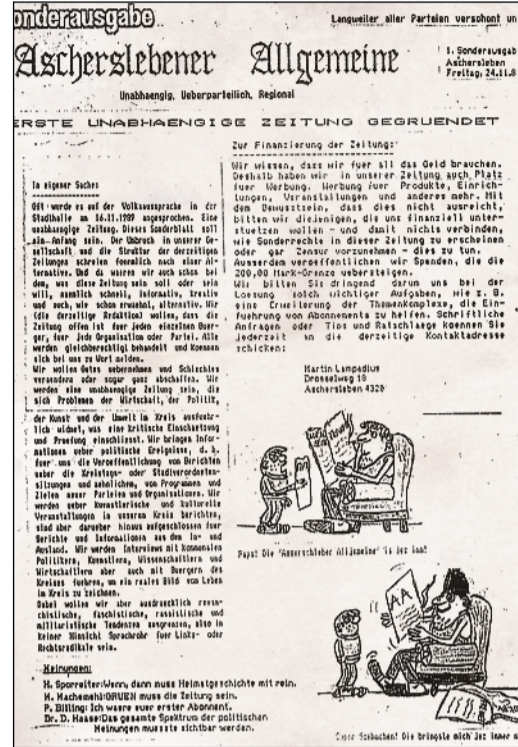 onderausgabe
Langweiler aller Parteien verschont un
Ascherslebener Allgemeine
1. Sonderausgab
Aschersleben
Freitag, 24.11.8
Unabhaengig, Ueberparteilich, Regional
ERSTE UNABHAENGIGE ZEITUNG GEGRUENDET
In eigener Sache:
Oft wurde es auf der Volksaussprache in der
Stadthalle am 16.11.1989 angesprochen. Eine
unabhaengige Zeitung. Dieses Sonderblatt soll
ein Anfang sein. Der Umbruch in unserer Ge-
sellschaft und die Struktur der derzeitigen
Zeitungen schreien foermlich nach einer Al-
ternative. Und da waeren wir auch schon bei
dem, was diese Zeitung sein soll oder sein
will, naemlich schnell, informativ, kreativ
und auch, wie schon erwaehnt, alternativ. Wir
(die derzeitige Redaktion) wollen, dass die
Zeitung offen ist fuer jeden einzelnen Buer-
ger, fuer jede Organisation oder Partei. Alle
werden gleichberechtigt behandelt und koennen
sich bei uns zu Wort melden.
Wir wollen Gutes uebernehmen und Schlechtes
veraendern oder sogar ganz abschaffen. Wir
werden eine unabhaengige Zeitung sein, die
sich Problemen der Wirtschaft, der Politik,
der Kunst und der Umwelt im Kreis ausfuehr-
lich widmet, was eine kritische Einschaetzung
und Pruefung einschliesst. Wir bringen Infor-
mationen ueber politische Ereignisse, d. h.
fuer uns die Veroeffentlichung von Berichten
ueber die Kreistags- oder Stadtverordneten-
sitzungen und aehnlichem, von Programmen und
Zielen neuer Parteien und Organisationen. Wir
werden ueber kuenstlerische und kulturelle
Veranstaltungen in unserem Kreis berichten,
sind aber darueber hinaus aufgeschlossen fuer
Berichte und Informationen aus dem In- und
Ausland. Wir werden Interviews mit kommunalen
Politikern, Kuenstlern, Wissenschaftlern und
Wirtschaftlern aber auch mit Buergern des
Kreises fuehren, um ein reales Bild vom Leben
im Kreis zu zeichnen.
Dabei wollen wir aber ausdruecklich revan-
chistische, faschistische, rassistische und
militaristische Tendenzen ausgrenzen, also in
keiner Hinsicht Sprachrohr fuer Links- oder
Rechtsradikale sein.
Meinungen:
H. Sporreiter:Wenn, dann muss Heimatgeschichte mit rein.
H. Machemehl:GRUEN muss die Zeitung sein.
P. Billing: Ich waere euer erster Abonnent.
Dr. D. Haase:Das gesamte Spektrum der politischen
Meinungen muesste sichtbar werden.
Zur Finanzierung der Zeitung:
Wir wissen, dass wir fuer all das Geld brauchen.
Deshalb haben wir in unserer Zeitung auch Platz
fuer Werbung. Werbung fuer Produkte, Einrich-
tungen, Veranstaltungen und anderes mehr. Mit
dem Bewusstsein, dass dies nicht ausreicht,
bitten wir diejenigen, die uns finanziell unter-
stuetzen wollen - und damit nichts verbinden,
wie Sonderrechte in dieser Zeitung zu erscheinen
oder gar Zensur vorzunehmen - dies zu tun.
Ausserdem veroeffentlichen wir Spenden, die die
200,00 Mark-Grenze uebersteigen.
Wir bitten Sie dringend darum uns bei der
Loesung solch wichtiger Aufgaben, wie z. B.
eine Erweiterung der Themenkomplexe, die Ein-
fuehrung von Abonnements zu helfen. Schriftliche
Anfragen oder Tips und Ratschlaege koennen Sie
jederzeit an die derzeitige Kontaktadresse
schicken:
Martin Lampadius
Drosselweg 19
Aschersleben 4320
AA
AA